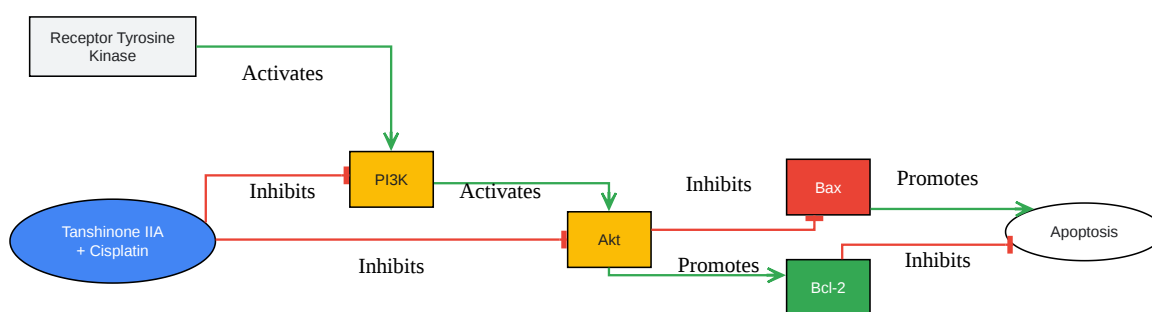 Receptor Tyrosine
Kinase
Activates
PI3K
Inhibits
Activates
Inhibits
Bax
Promotes
Tanshinone IIA
+ Cisplatin
Akt
Apoptosis
Inhibits
Promotes
Inhibits
Bcl-2